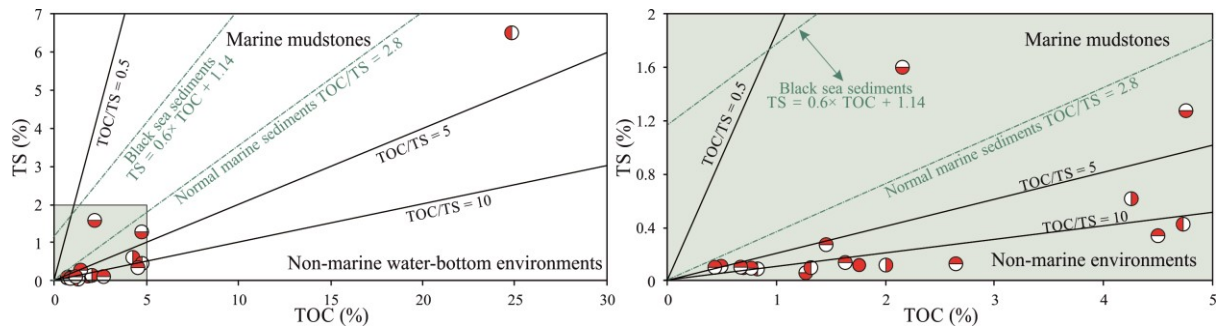 7
6
5
4
3
2
1
0
TS (%)
0
5
10
15
20
25
30
TOC (%)
Marine mudstones
TOC/TS = 0.5
Black sea sediments
TS = 0.6× TOC + 1.14
Normal marine sediments TOC/TS = 2.8
TOC/TS = 5
TOC/TS = 10
Non-marine water-bottom environments
2
1.6
1.2
0.8
0.4
0
TS (%)
0
1
2
3
4
5
TOC (%)
Marine mudstones
Black sea sediments
TS = 0.6× TOC + 1.14
TOC/TS = 0.5
Normal marine sediments TOC/TS = 2.8
TOC/TS = 5
TOC/TS = 10
Non-marine environments